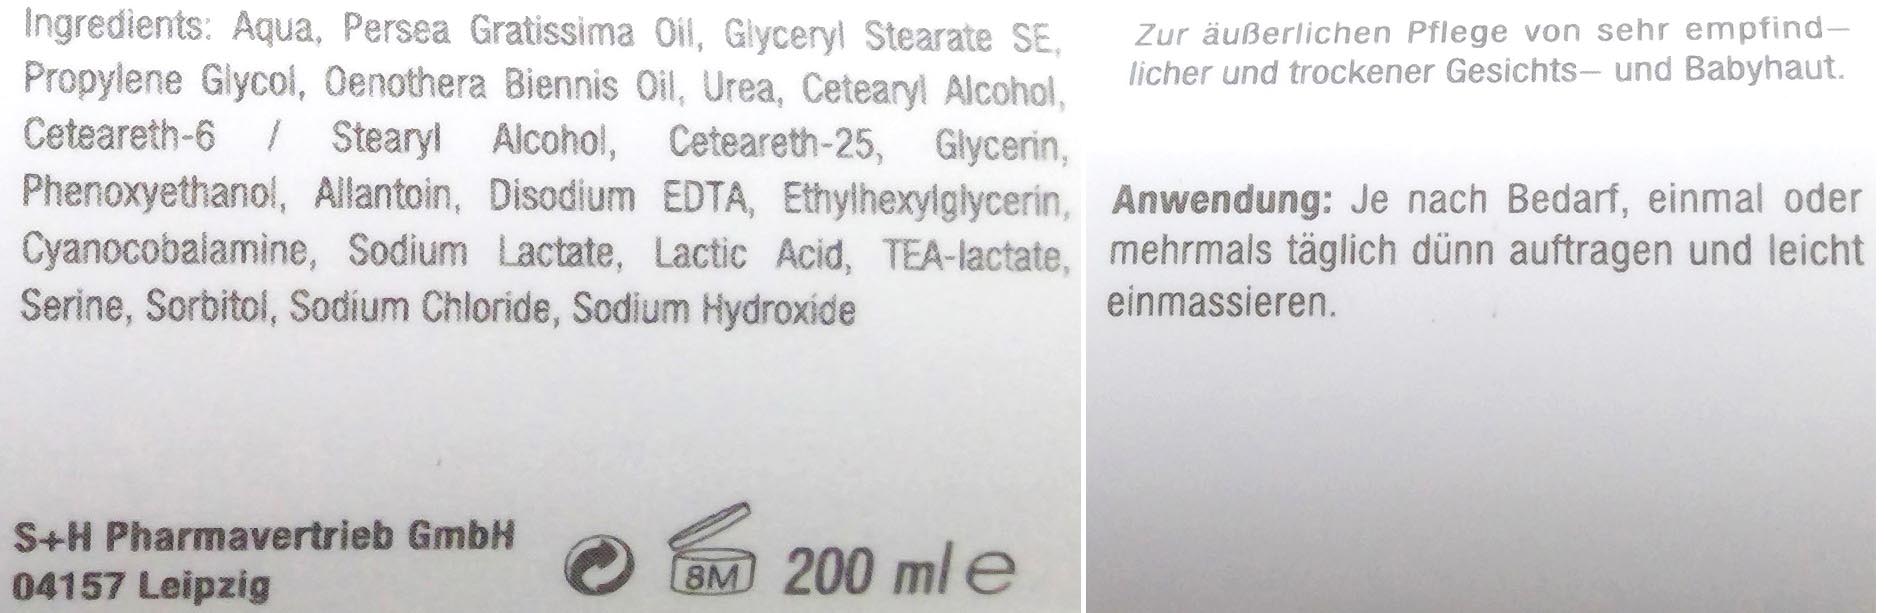 Ingredients: Aqua, Persea Gratissima Oil, Glyceryl Stearate SE,
Propylene Glycol, Oenothera Biennis Oil, Urea, Cetearyl Alcohol,
Ceteareth-6 / Stearyl Alcohol, Ceteareth-25, Glycerin,
Phenoxyethanol, Allantoin, Disodium EDTA, Ethylhexylglycerin,
Cyanocobalamine, Sodium Lactate, Lactic Acid, TEA-lactate,
Serine, Sorbitol, Sodium Chloride, Sodium Hydroxide
S+H Pharmavertrieb GmbH
04157 Leipzig
8M
200 ml e
Zur äußerlichen Pflege von sehr empfind–
licher und trockener Gesichts– und Babyhaut.
Anwendung: Je nach Bedarf, einmal oder
mehrmals täglich dünn auftragen und leicht
einmassieren.